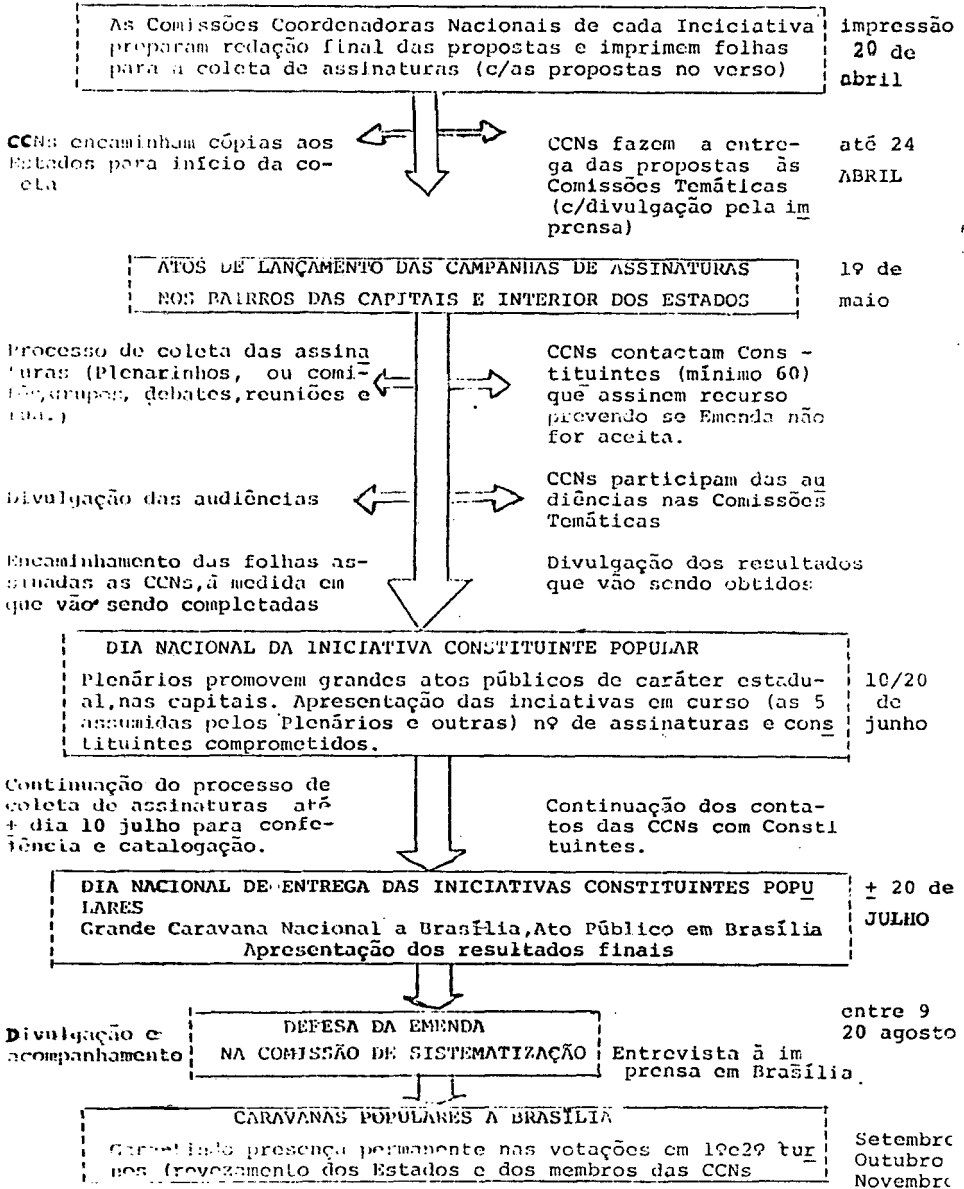 As Comissões Coordenadoras Nacionais de cada Inciciativa
preparam redação final das propostas e imprimem folhas
para a coleta de assinaturas (c/as propostas no verso)
impressão
20 de
abril
CCNs encaminham cópias aos
Estados para início da co-
leta
CCNs fazem a entre-
ga das propostas às
Comissões Temáticas
(c/divulgação pela im
prensa)
até 24
ABRIL
ATOS DE LANÇAMENTO DAS CAMPANHAS DE ASSINATURAS
NOS BAIRROS DAS CAPITAIS E INTERIOR DOS ESTADOS
1º de
maio
Processo de coleta das assina
turas (Plenarinhos, ou comi-
tês,grupos, debates,reuniões e
rua.)
CCNs contactam Cons -
tituintes (mínimo 60)
que assinem recurso
prevendo se Emenda não
for aceita.
Divulgação das audiências
CCNs participam das au
diências nas Comissões
Temáticas
Encaminhamento das folhas as-
sinadas as CCNs,à medida em
que vão sendo completadas
Divulgação dos resultados
que vão sendo obtidos
DIA NACIONAL DA INICIATIVA CONSTITUINTE POPULAR
Plenários promovem grandes atos públicos de caráter estadu-
al,nas capitais. Apresentação das inciativas em curso (as 5
assumidas pelos Plenários e outras) nº de assinaturas e cons
tituintes comprometidos.
10/20
de
junho
Continuação do processo de
coleta de assinaturas até
+ dia 10 julho para confe-
rência e catalogação.
Continuação dos conta-
tos das CCNs com Consti
tuintes.
DIA NACIONAL DE ENTREGA DAS INICIATIVAS CONSTITUINTES POPU
LARES
Grande Caravana Nacional a Brasília,Ato Público em Brasília
Apresentação dos resultados finais
± 20 de
JULHO
Divulgação e
acompanhamento
DEFESA DA EMENDA
NA COMISSÃO DE SISTEMATIZAÇÃO
Entrevista à im
prensa em Brasília.
entre 9
20 agosto
CARAVANAS POPULARES A BRASÍLIA
Garantindo presença permanente nas votações em 1ºe2º tur
nos (revezamento dos Estados e dos membros das CCNs
Setembro
Outubro
Novembro